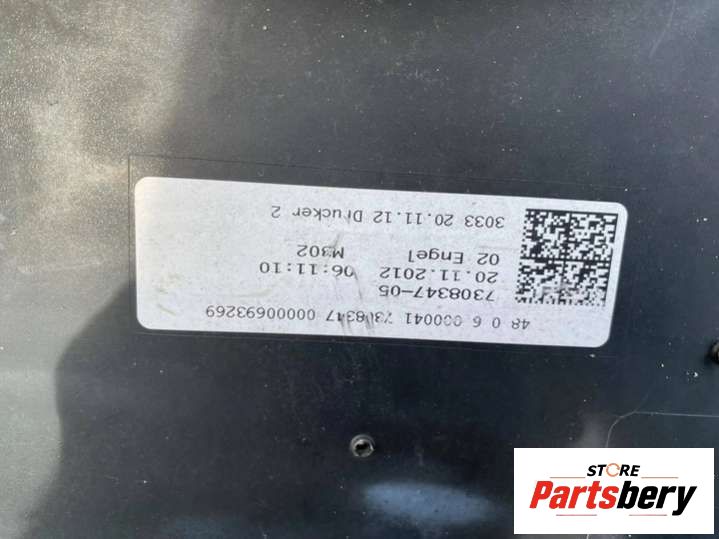 48 0 6 000041 7308347 00000693269
7308347-05
20.11.2012 06:11:10
02 Engel M302
3033 20.11.12 Drucker 2
STORE
Partsbery